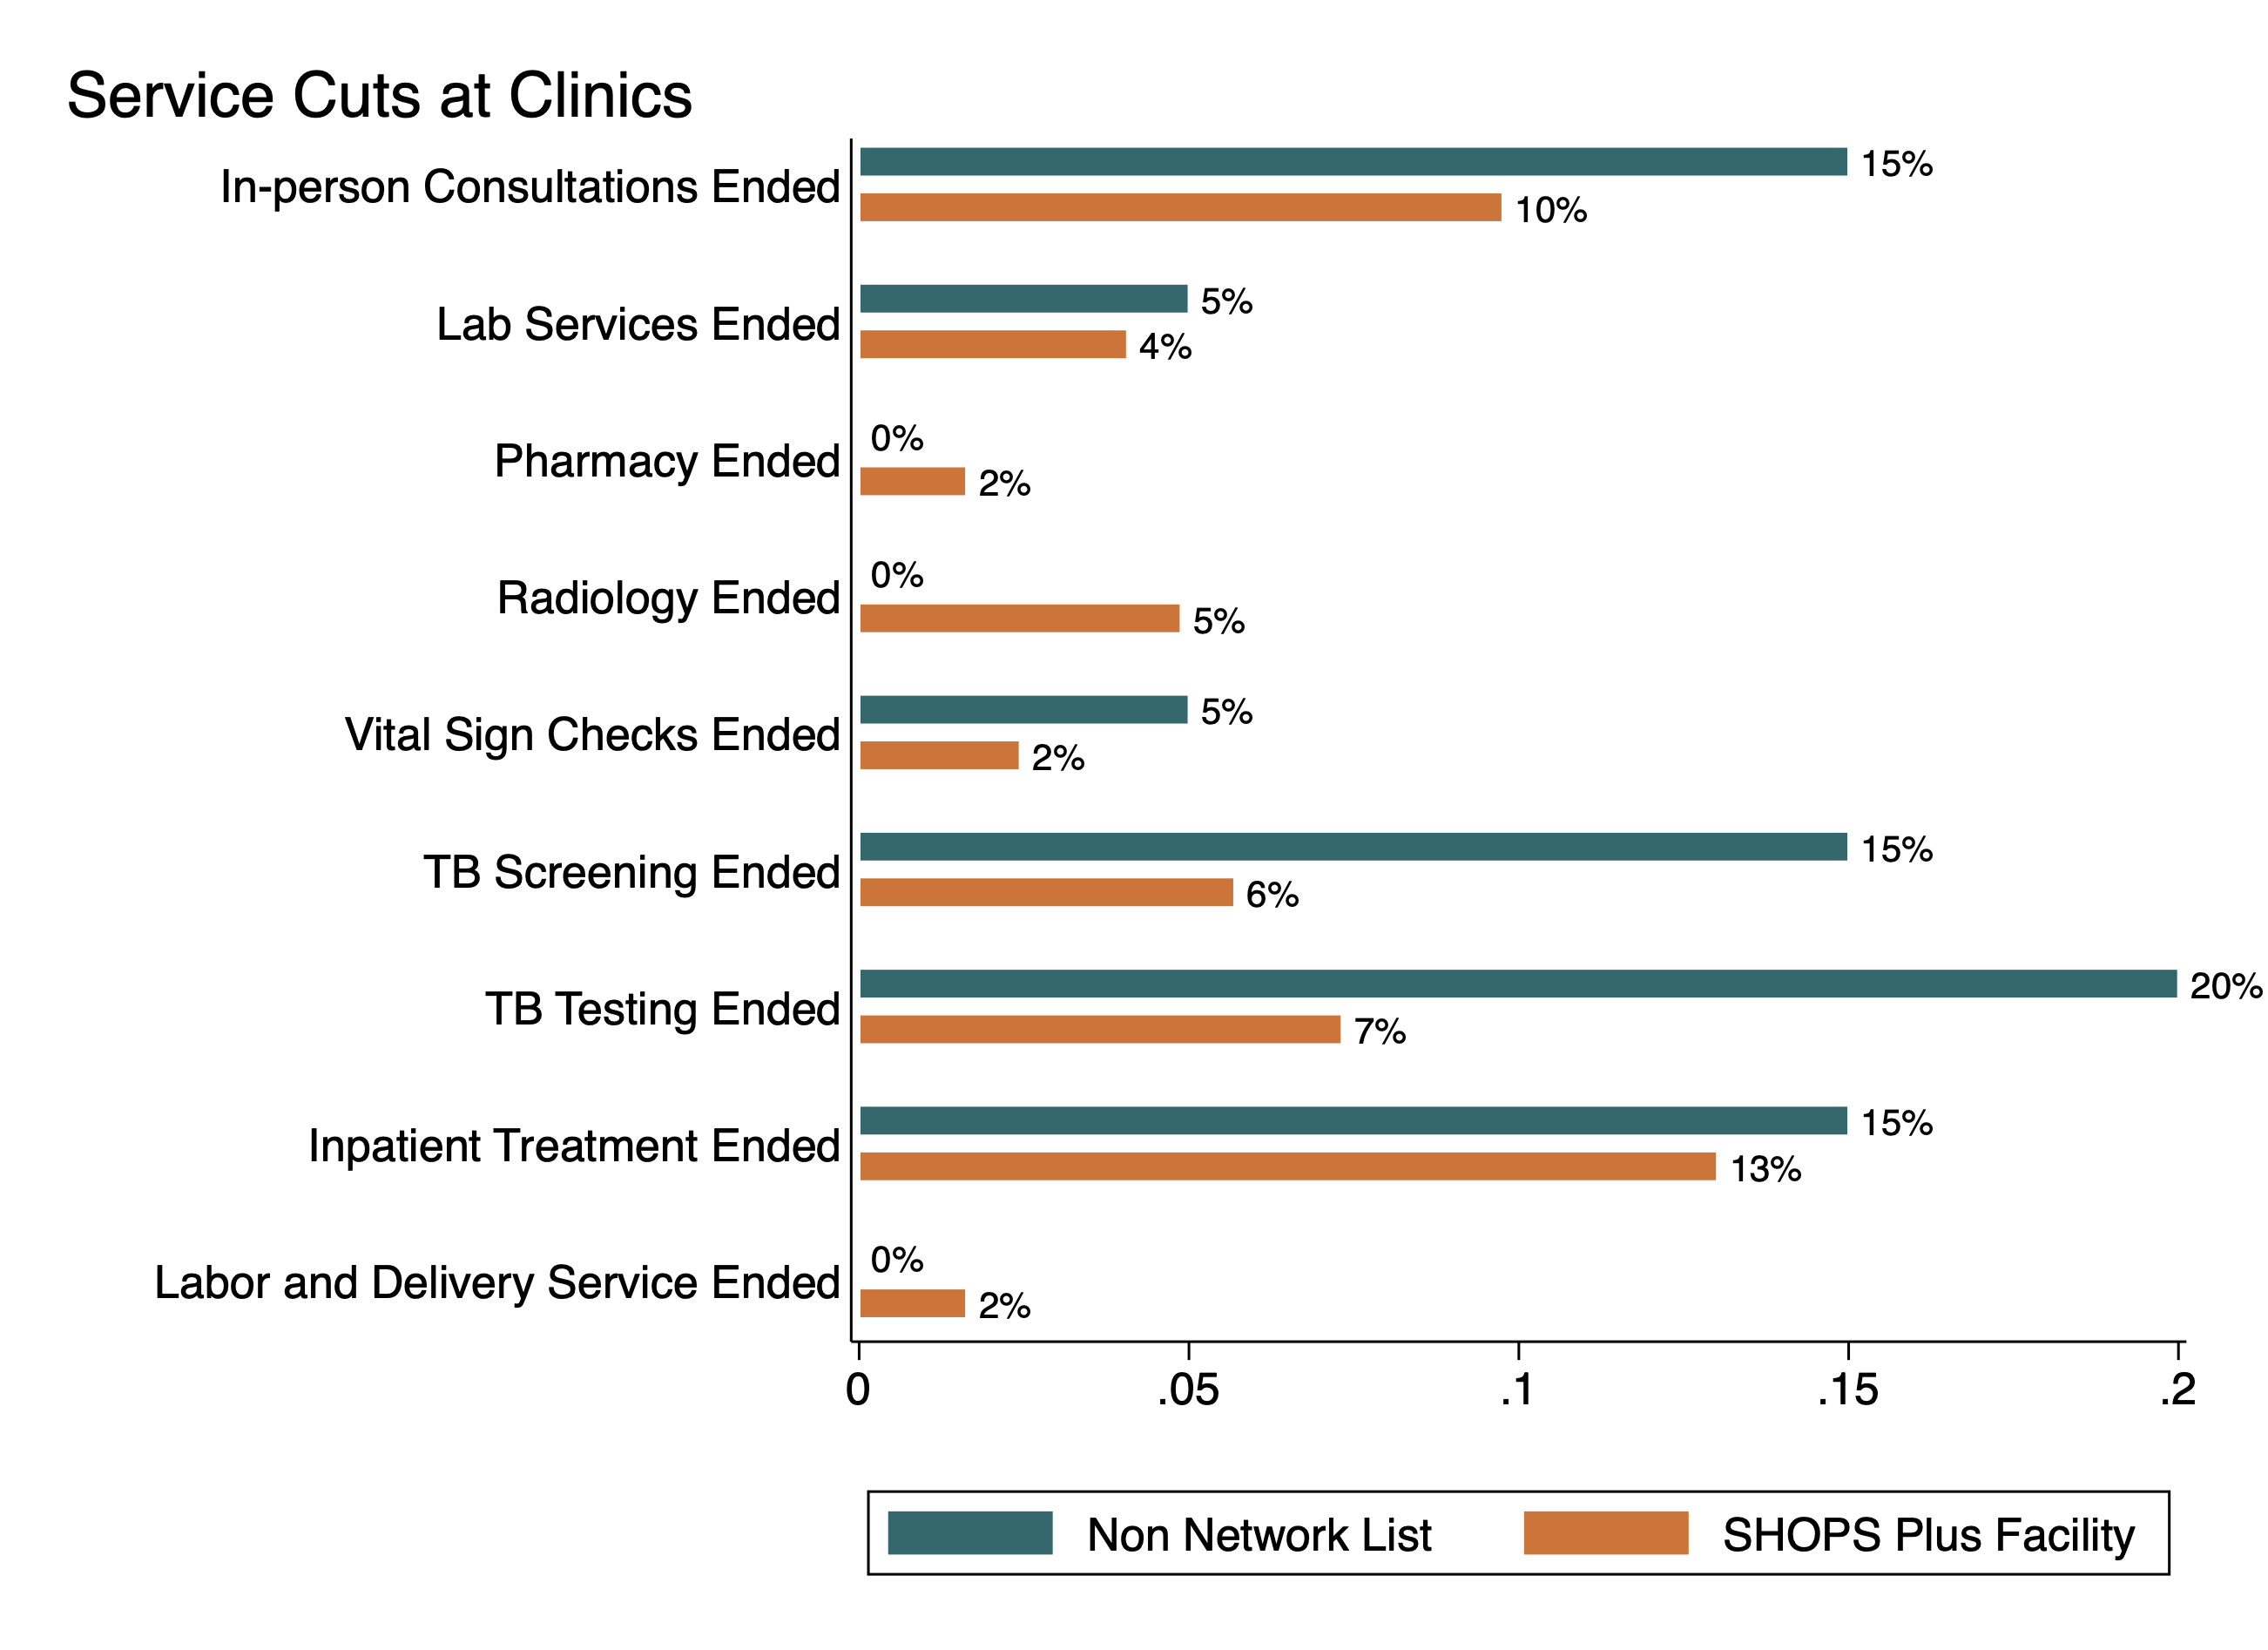 Service Cuts at Clinics
In-person Consultations Ended
15%
10%
Lab Services Ended
5%
4%
Pharmacy Ended
0%
2%
Radiology Ended
0%
5%
Vital Sign Checks Ended
5%
2%
TB Screening Ended
15%
6%
TB Testing Ended
20%
7%
Inpatient Treatment Ended
15%
13%
Labor and Delivery Service Ended
0%
2%
0 .05 .1 .15 .2
Non Network List SHOPS Plus Facility